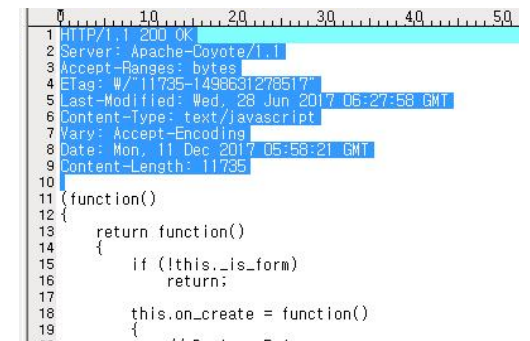 0 10 20 30 40 50
1 HTTP/1.1 200 OK
2 Server: Apache-Coyote/1.1
3 Accept-Ranges: bytes
4 ETag: W/"11735-1498631278517"
5 Last-Modified: Wed, 28 Jun 2017 06:27:58 GMT
6 Content-Type: text/javascript
7 Vary: Accept-Encoding
8 Date: Mon, 11 Dec 2017 05:58:21 GMT
9 Content-Length: 11735
10
11 (function()
12 {
13     return function()
14     {
15         if (!this._is_form)
16             return;
17
18         this.on_create = function()
19         {